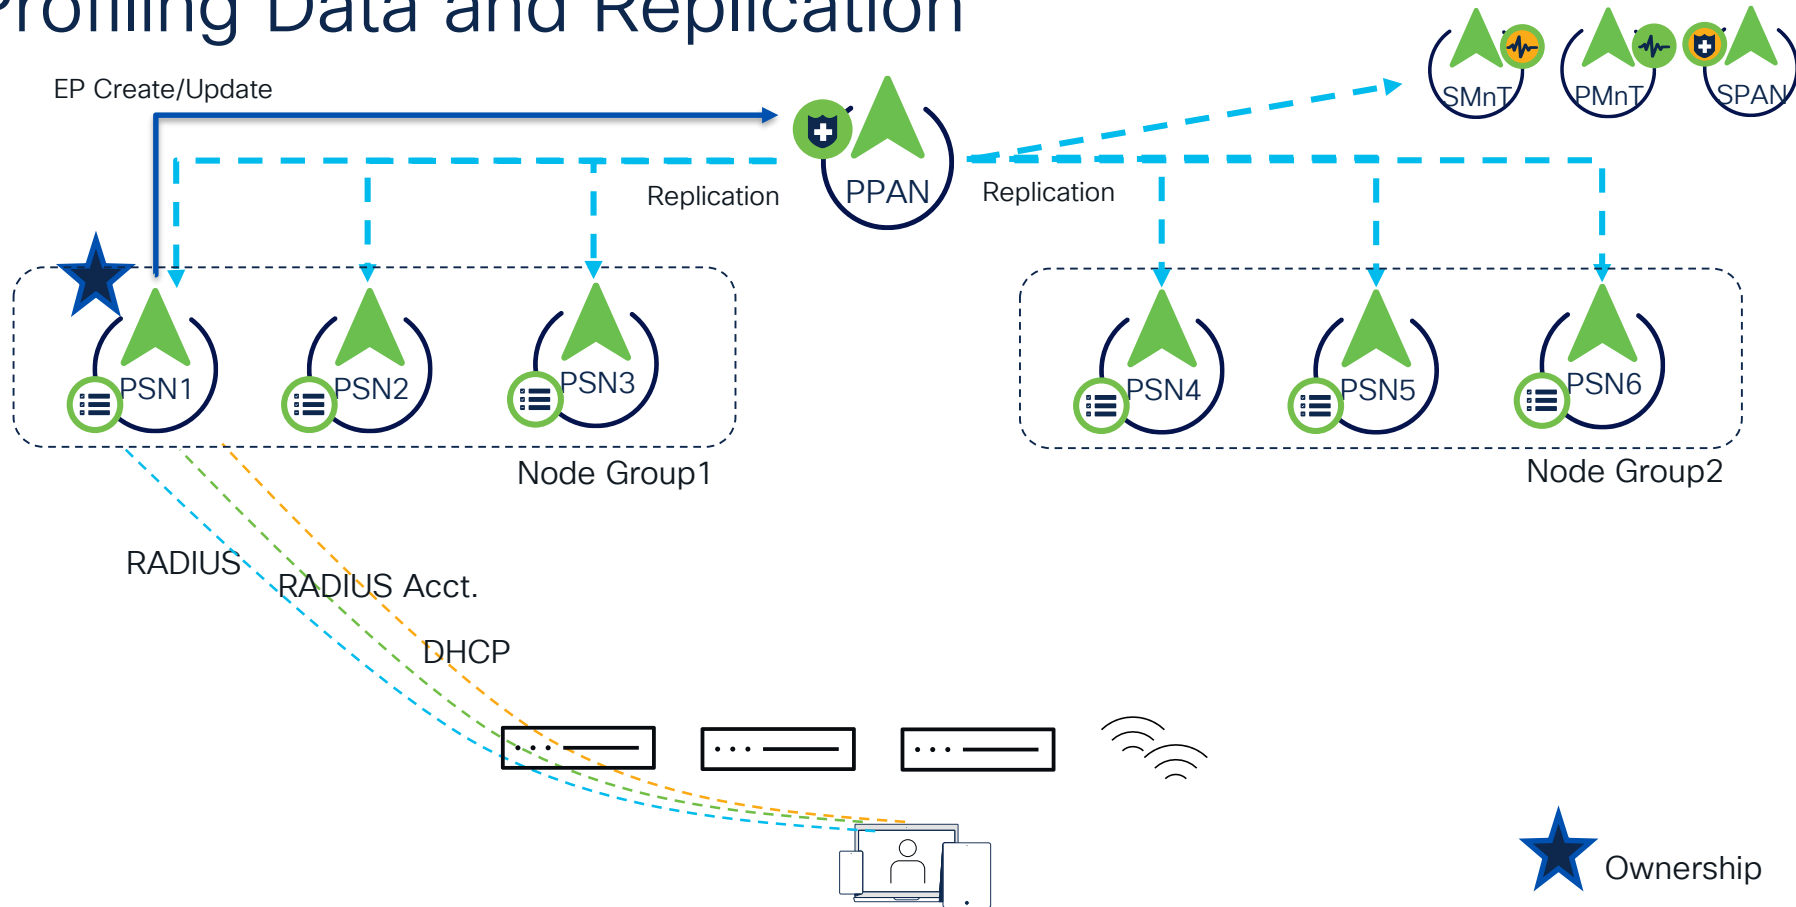 Profiling Data and Replication
EP Create/Update
SMnT
PMnT
SPAN
Replication
PPAN
Replication
PSN1
PSN2
PSN3
PSN4
PSN5
PSN6
Node Group1
Node Group2
RADIUS
RADIUS Acct.
DHCP
Ownership